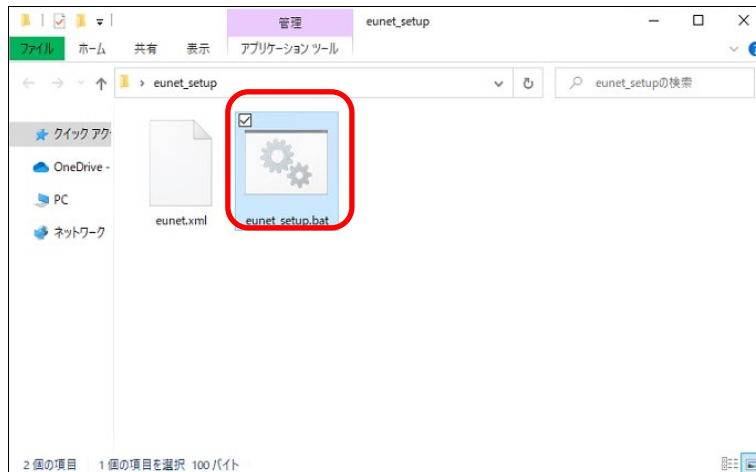 管理
eunet_setup
ファイル ホーム 共有 表示 アプリケーション ツール
eunet_setup
eunet_setupの検索
クイック アク
OneDrive -
PC
ネットワーク
eunet.xml
eunet_setup.bat
2 個の項目 1 個の項目を選択 100 バイト